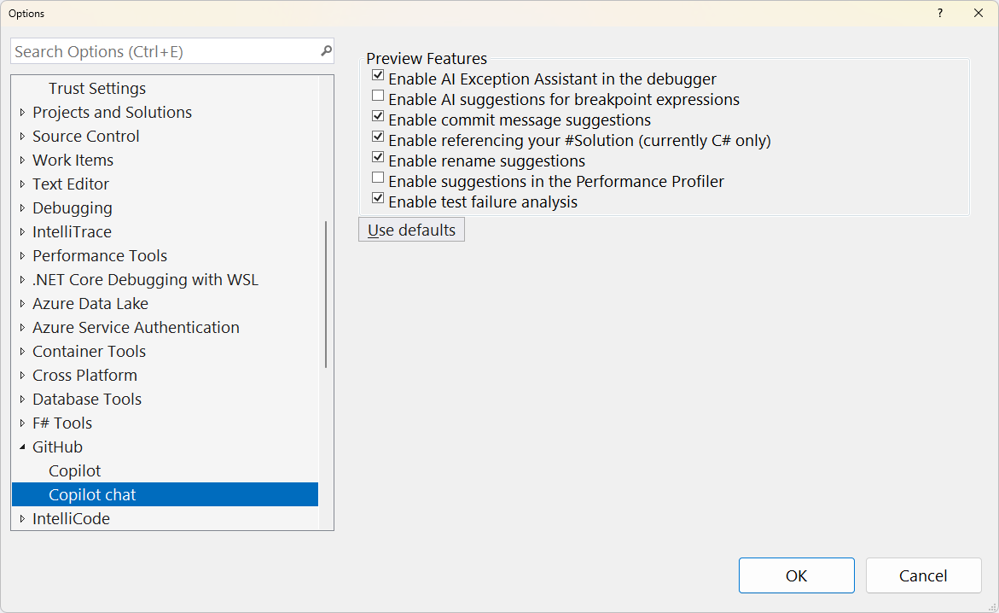 Options
?
Search Options (Ctrl+E)
Trust Settings
Projects and Solutions
Source Control
Work Items
Text Editor
Debugging
IntelliTrace
Performance Tools
.NET Core Debugging with WSL
Azure Data Lake
Azure Service Authentication
Container Tools
Cross Platform
Database Tools
F# Tools
GitHub
Copilot
Copilot chat
IntelliCode
Preview Features
Enable AI Exception Assistant in the debugger
Enable AI suggestions for breakpoint expressions
Enable commit message suggestions
Enable referencing your #Solution (currently C# only)
Enable rename suggestions
Enable suggestions in the Performance Profiler
Enable test failure analysis
Use defaults
OK
Cancel